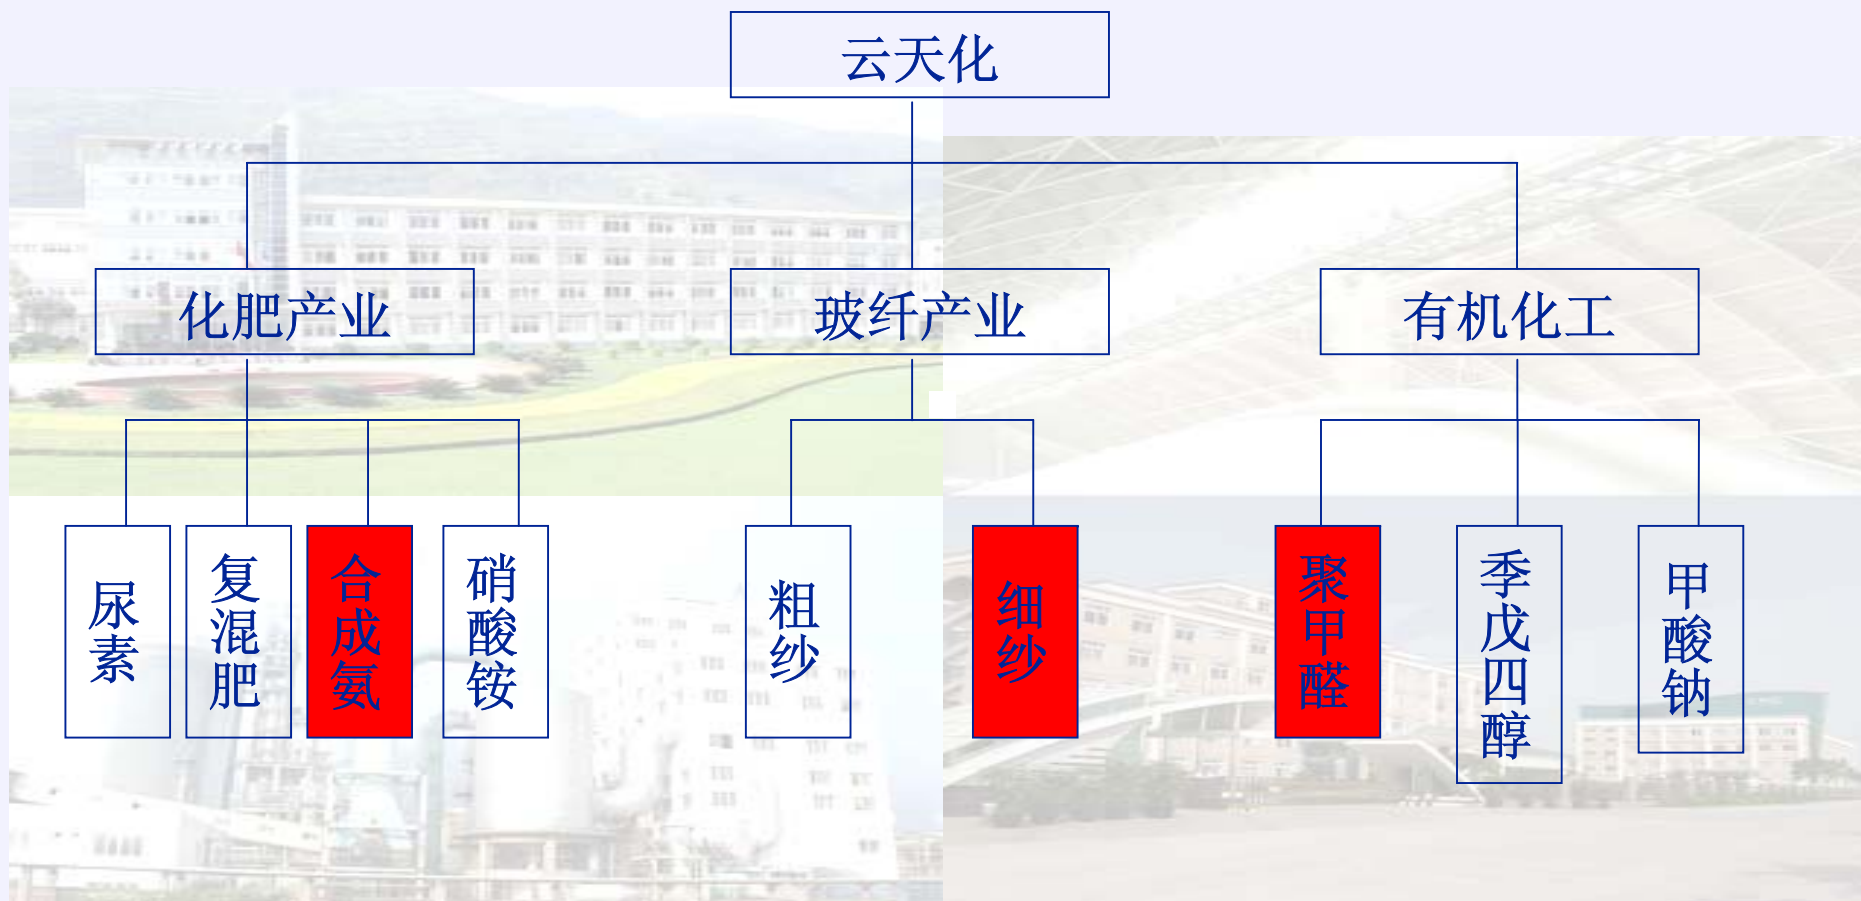 云天化
化肥产业
玻纤产业
有机化工
尿素
复混肥
合成氨
硝酸铵
粗纱
细纱
聚甲醛
季戊四醇
甲酸钠